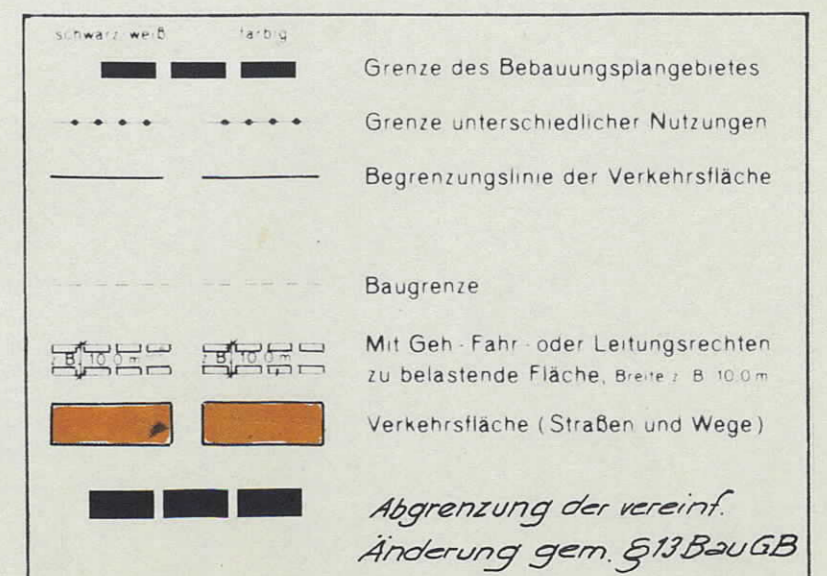 schwarz weiß farbig
Grenze des Bebauungsplangebietes
Grenze unterschiedlicher Nutzungen
Begrenzungslinie der Verkehrsfläche
Baugrenze
z B 10.0 m z B 10.0 m Mit Geh- Fahr- oder Leitungsrechten
zu belastende Fläche, Breite z B 10.0 m
Verkehrsfläche (Straßen und Wege)
Abgrenzung der vereinf.
Änderung gem. §13 BauGB